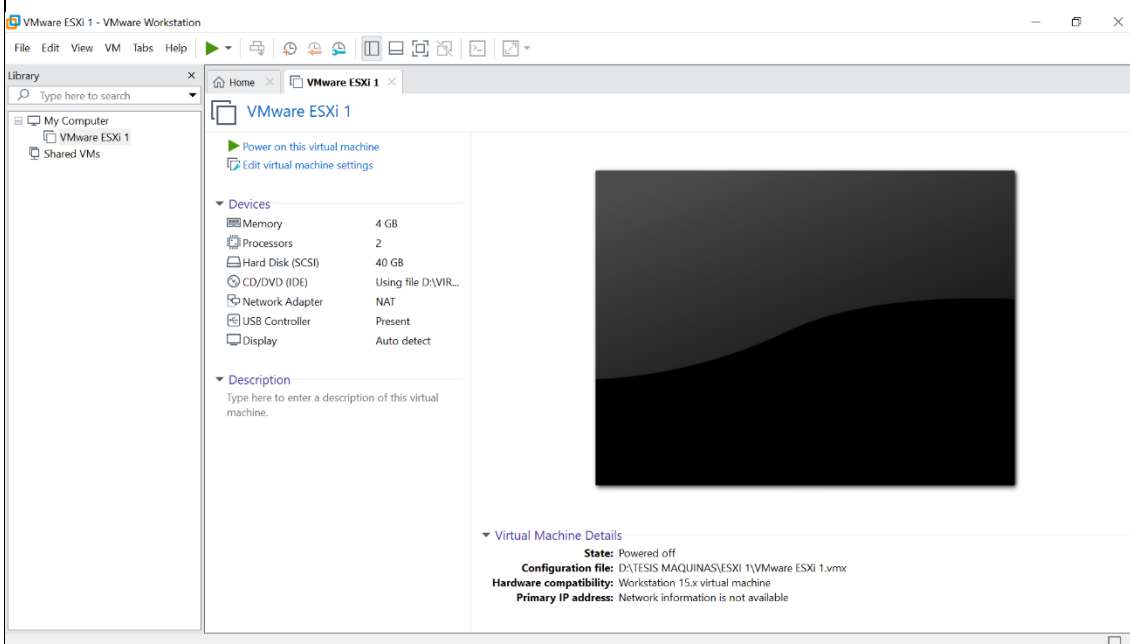 VMware ESXi 1 - VMware Workstation
File Edit View VM Tabs Help
Library
Home
VMware ESXi 1
Type here to search
My Computer
VMware ESXi 1
Shared VMs
VMware ESXi 1
Power on this virtual machine
Edit virtual machine settings
Devices
Memory 4 GB
Processors 2
Hard Disk (SCSI) 40 GB
CD/DVD (IDE) Using file D:\VIR...
Network Adapter NAT
USB Controller Present
Display Auto detect
Description
Type here to enter a description of this virtual
machine.
Virtual Machine Details
State: Powered off
Configuration file: D:\TESIS MAQUINAS\ESXI 1\VMware ESXi 1.vmx
Hardware compatibility: Workstation 15.x virtual machine
Primary IP address: Network information is not available